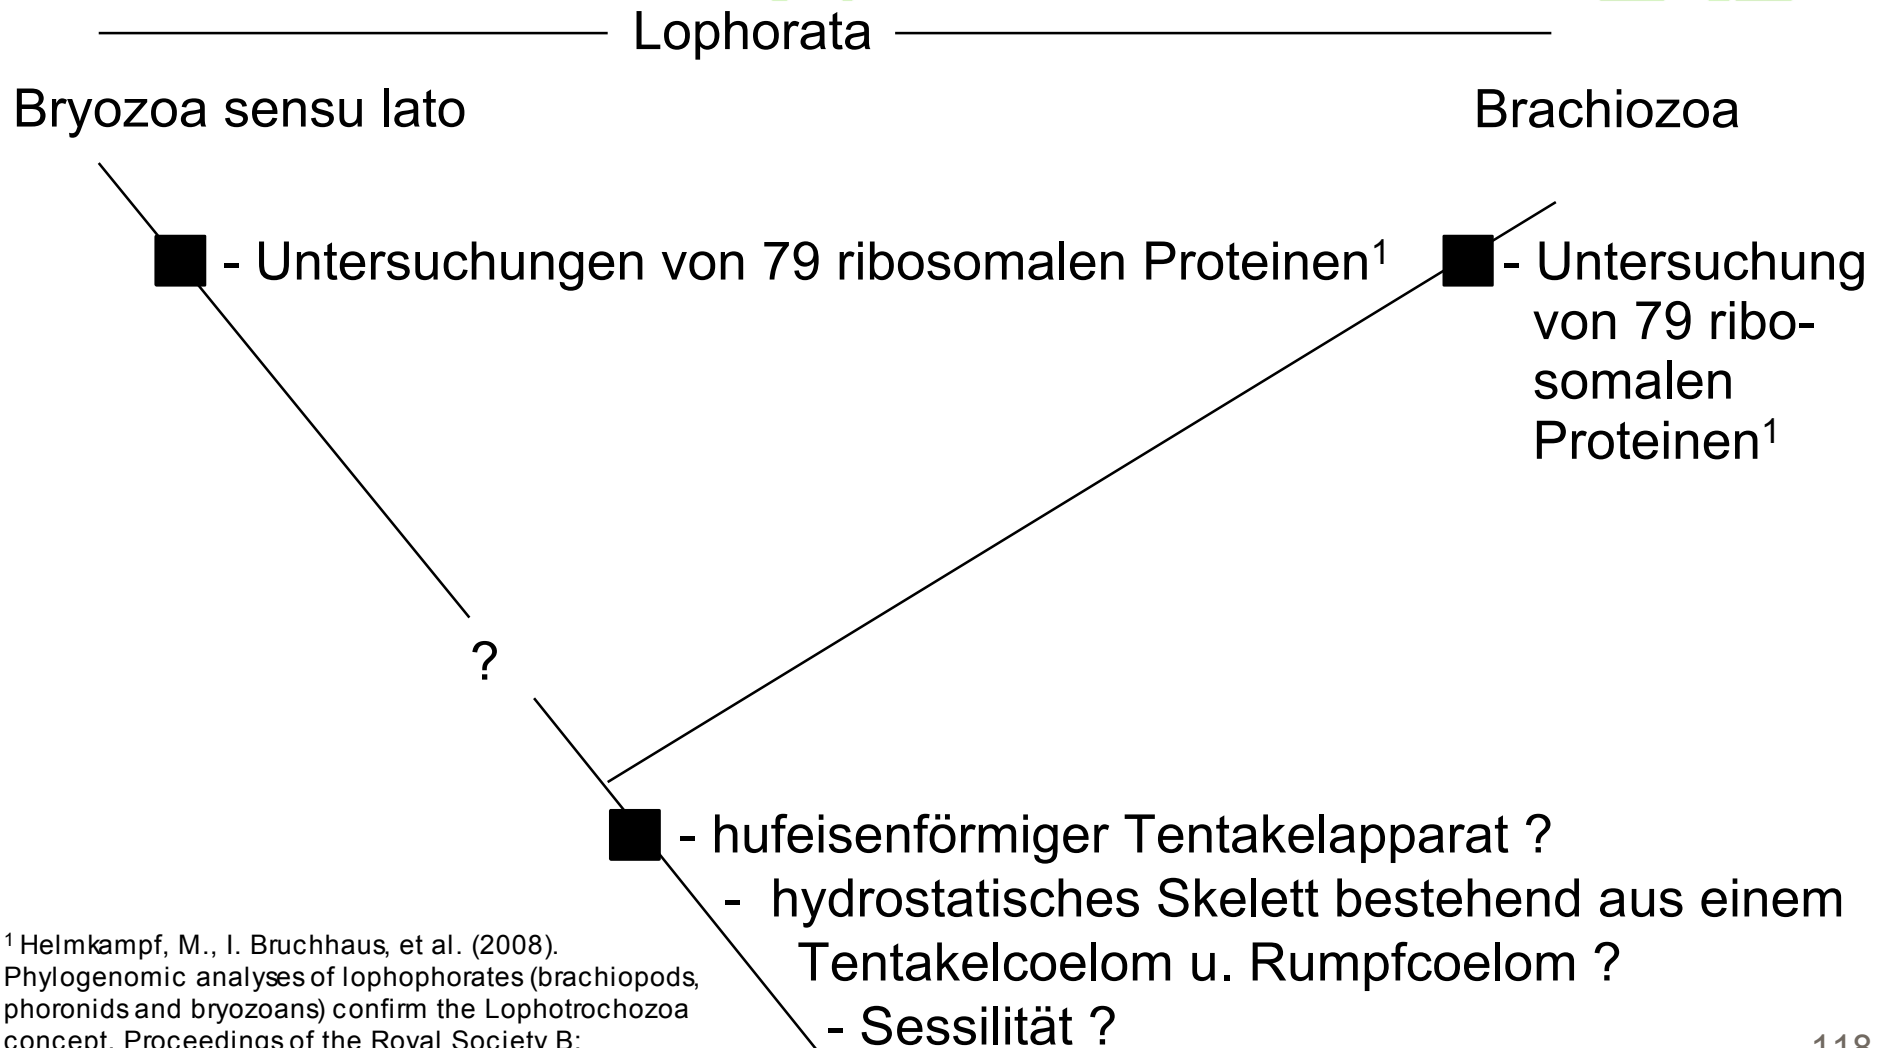 Lophorata
Bryozoa sensu lato
Brachiozoa
- Untersuchungen von 79 ribosomalen Proteinen¹
- Untersuchung
von 79 ribo-
somalen
Proteinen¹
?
- hufeisenförmiger Tentakelapparat ?
- hydrostatisches Skelett bestehend aus einem
Tentakelcoelom u. Rumpfcoelom ?
- Sessilität ?
¹ Helmkampf, M., I. Bruchhaus, et al. (2008).
Phylogenomic analyses of lophophorates (brachiopods,
phoronids and bryozoans) confirm the Lophotrochozoa
concept. Proceedings of the Royal Society B:
118